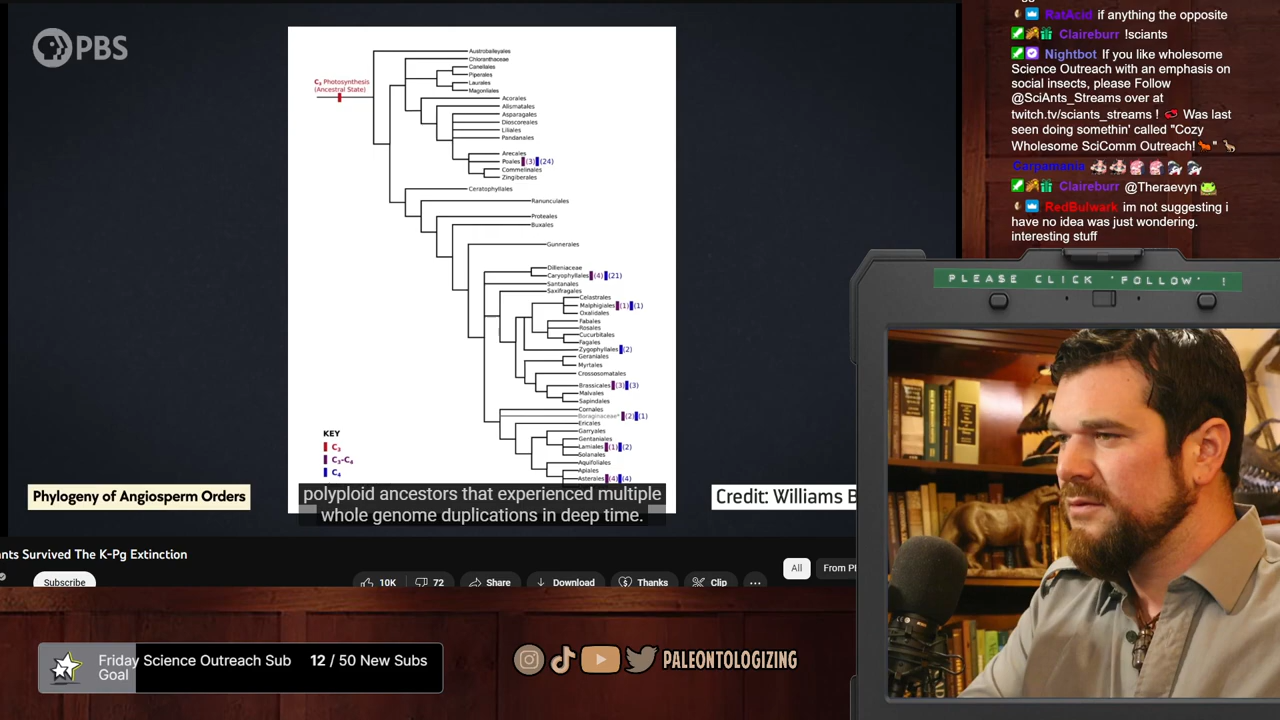 PBS
C₃ Photosynthesis
(Ancestral State)
Austrobaileyales
Chloranthaceae
Canellales
Piperales
Laurales
Magnoliales
Acorales
Alismatales
Asparagales
Dioscoreales
Liliales
Pandanales
Arecales
Poales (3) (24)
Commelinales
Zingiberales
Ceratophyllales
Ranunculales
Proteales
Buxales
Gunnerales
Dilleniaceae
Caryophyllales (4) (21)
Santanales
Saxifragales
Celastrales
Malphigiales (1) (1)
Oxalidales
Fabales
Rosales
Cucurbitales
Fagales
Zygophyllales (2)
Geraniales
Myrtales
Crossosomatales
Brassicales (3) (3)
Malvales
Sapindales
Cornales
Boraginaceae* (2) (1)
Ericales
Garryales
Gentaniales
Lamiales (1) (2)
Solanales
Aquifoliales
Apiales
Asterales (4) (4)
KEY
C₃
C₃-C₄
C₄
Phylogeny of Angiosperm Orders
polyploid ancestors that experienced multiple
whole genome duplications in deep time.
Credit: Williams B
nts Survived The K-Pg Extinction
Subscribe
10K
72
Share
Download
Thanks
Clip
...
All
From P
Friday Science Outreach Sub
Goal
12 / 50 New Subs
PALEONTOLOGIZING
RatAcid if anything the opposite
Claireburr !sciants
Nightbot If you like wholesome
Science Outreach with an emphasis on
social insects, please Follow
@SciAnts_Streams over at
twitch.tv/sciants_streams ! Was last
seen doing somethin' called "Cozy
Wholesome SciComm Outreach! "
Carpamania
Claireburr @Therasvyn
RedBulwark im not suggesting i
have no idea was just wondering.
interesting stuff
PLEASE CLICK 'FOLLOW' !